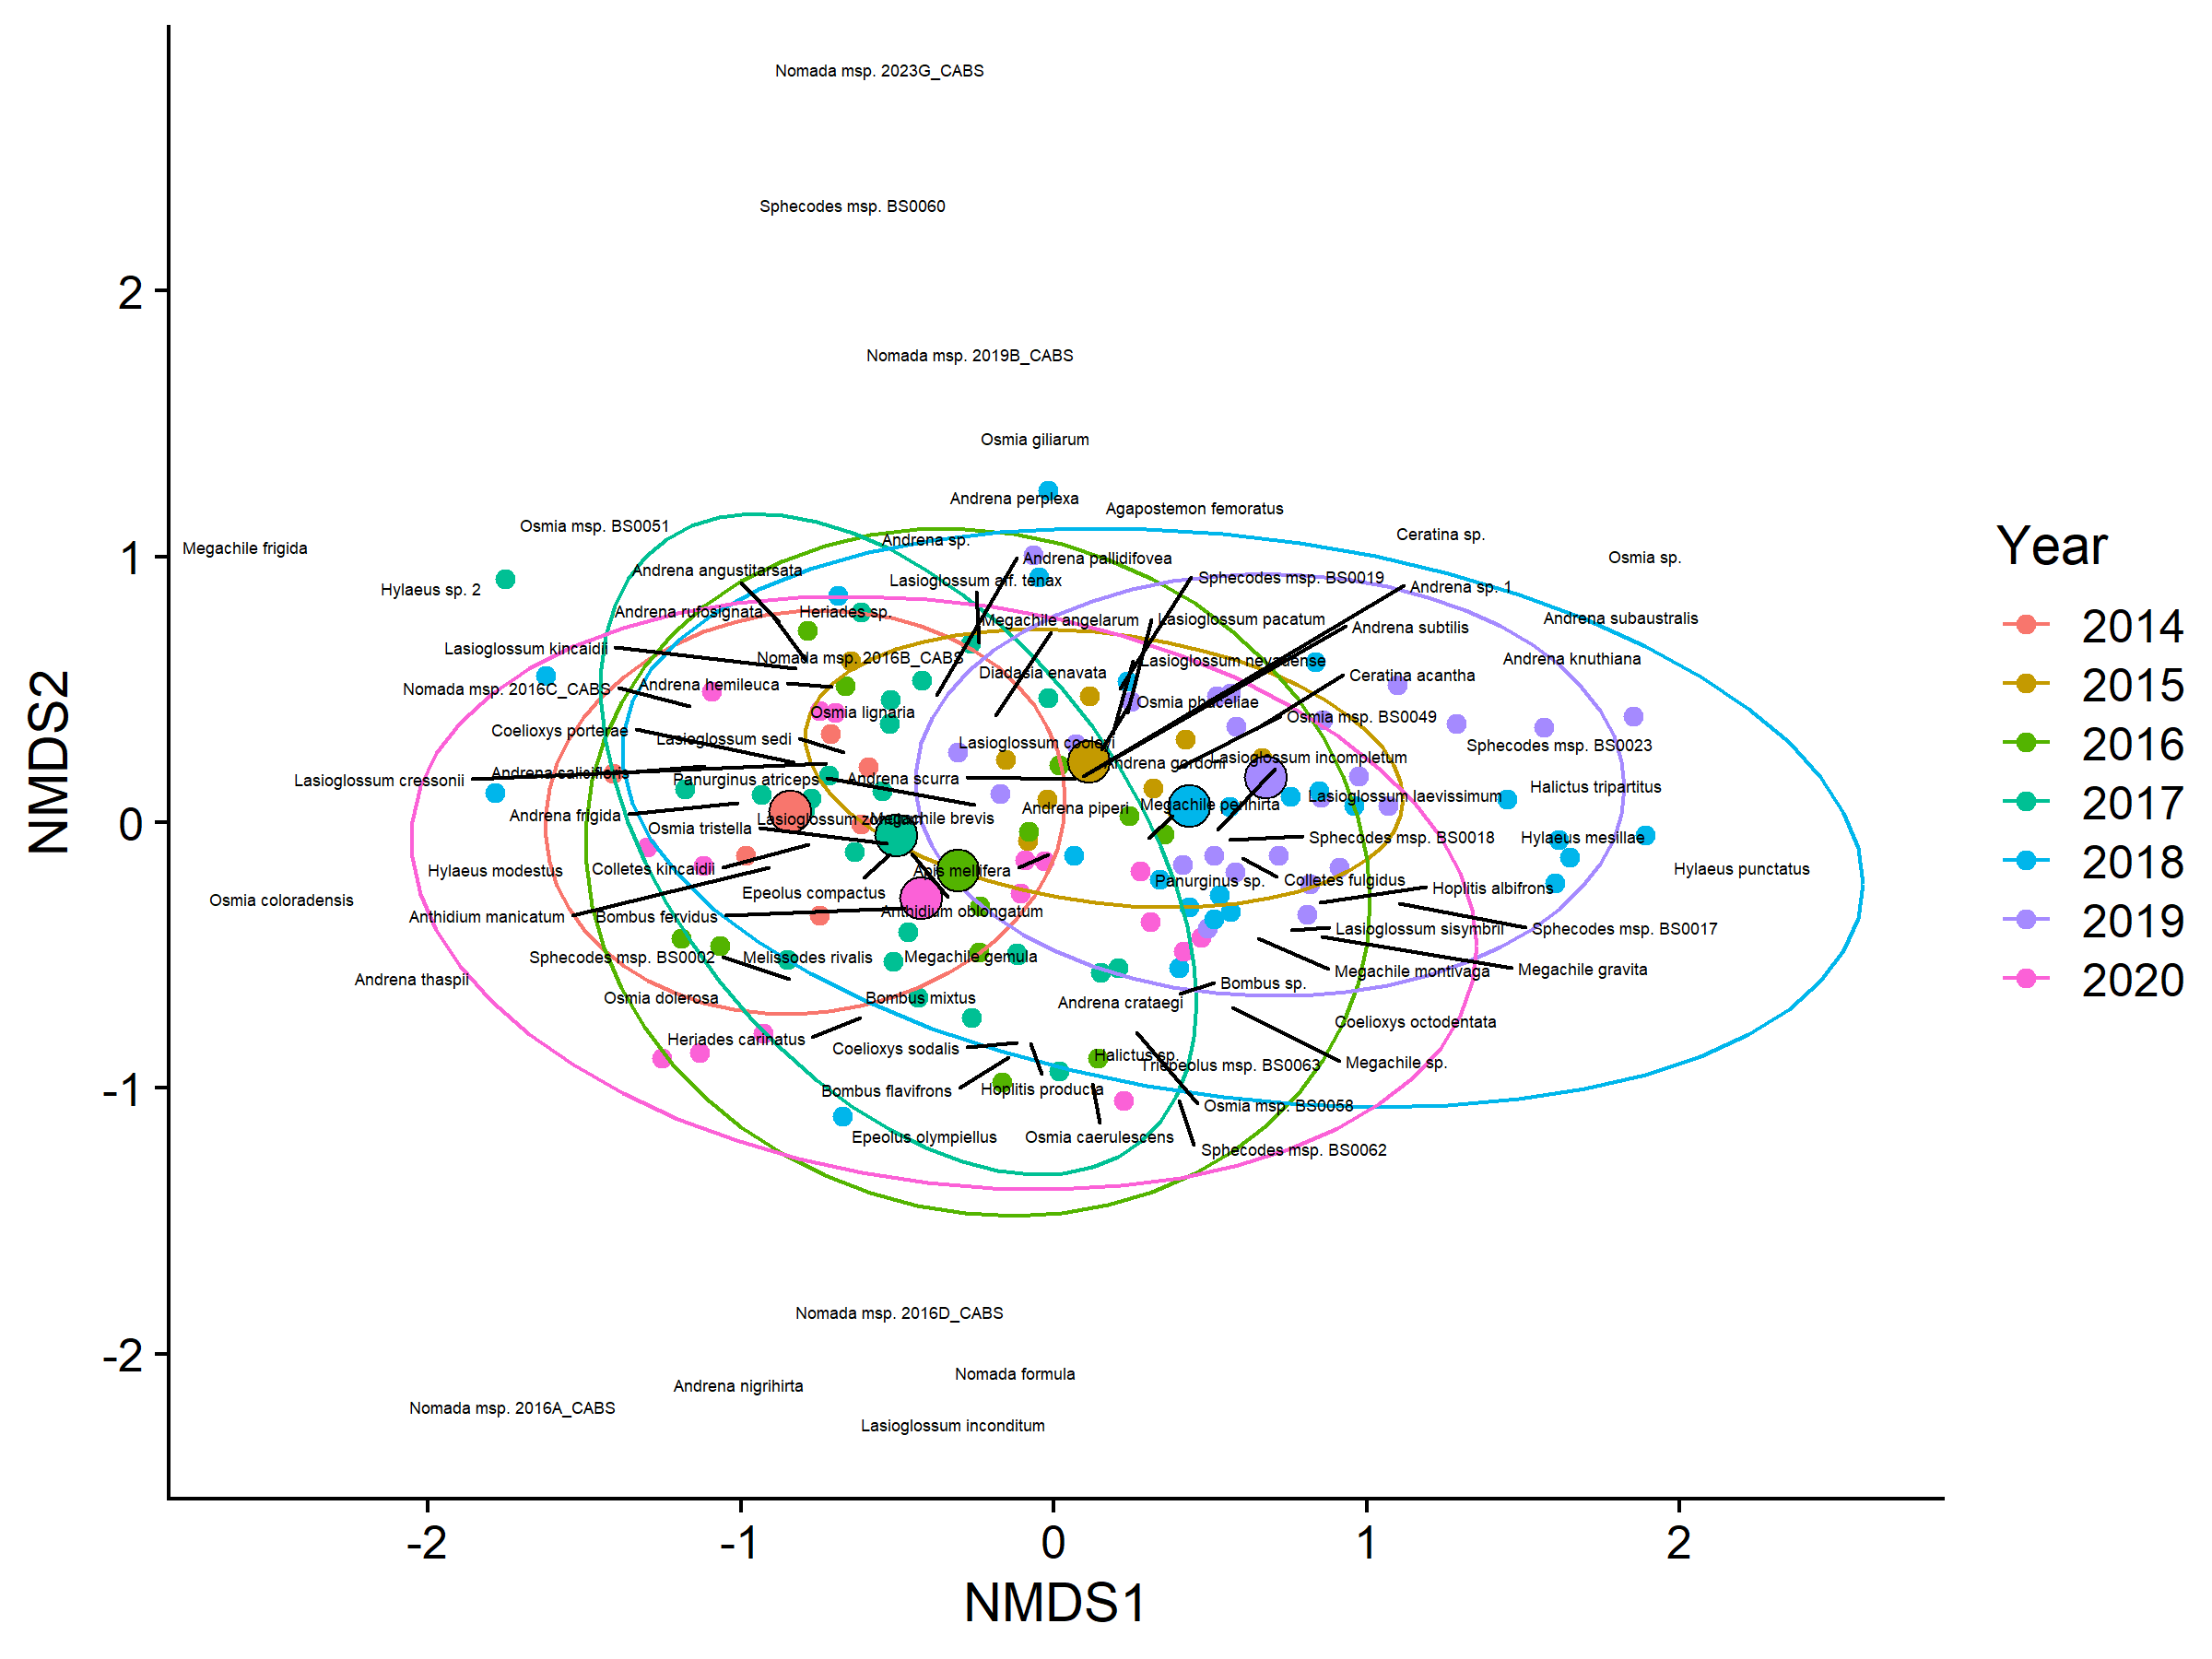 Nomada msp. 2023G_CABS
Sphecodes msp. BS0060
2
Nomada msp. 2019B_CABS
Osmia giliarum
Andrena perplexa
Agapostemon femoratus
Osmia msp. BS0051
Ceratina sp.
Andrena sp.
Megachile frigida
1
Andrena pallidifovea
Osmia sp.
Andrena angustitarsata
Lasioglossum aff. tenax
Sphecodes msp. BS0019
Andrena sp. 1
Hylaeus sp. 2
Andrena rufosignata
Heriades sp.
Megachile angelarum
Lasioglossum pacatum
Andrena subtilis
Andrena subaustralis
Lasioglossum kincaidii
Nomada msp. 2016B_CABS
Lasioglossum nevadense
Andrena knuthiana
Nomada msp. 2016C_CABS
Andrena hemileuca
Diadasia enavata
Ceratina acantha
Osmia lignaria
Osmia phaceliae
Osmia msp. BS0049
Coelioxys porterae
Lasioglossum sedi
Lasioglossum cooleyi
Sphecodes msp. BS0023
Lasioglossum cressonii
Andrena salicifloris
Panurginus atriceps
Andrena scurra
Andrena gordoni
Lasioglossum incompletum
Halictus tripartitus
Andrena frigida
Andrena piperi
Megachile perihirta
Lasioglossum laevissimum
0
Osmia tristella
Lasioglossum
Megachile brevis
Sphecodes msp. BS0018
Hylaeus mesillae
Hylaeus modestus
Colletes kincaidii
Apis mellifera
Panurginus sp.
Colletes fulgidus
Hoplitis albifrons
Hylaeus punctatus
Osmia coloradensis
Epeolus compactus
Anthidium manicatum
Bombus fervidus
Anthidium oblongatum
Lasioglossum sisymbrii
Sphecodes msp. BS0017
Sphecodes msp. BS0002
Melissodes rivalis
Megachile gemula
Megachile montivaga
Megachile gravita
Andrena thaspii
Osmia dolerosa
Bombus mixtus
Andrena crataegi
Bombus sp.
Coelioxys octodentata
Heriades carinatus
Coelioxys sodalis
Halictus sp.
Triepeolus msp. BS0063
Megachile sp.
-1
Bombus flavifrons
Hoplitis producta
Osmia msp. BS0058
Epeolus olympiellus
Osmia caerulescens
Sphecodes msp. BS0062
Nomada msp. 2016D_CABS
-2
Nomada formula
Andrena nigrihirta
Nomada msp. 2016A_CABS
Lasioglossum inconditum
-2 -1 0 1 2
NMDS1
NMDS2
Year
2014
2015
2016
2017
2018
2019
2020